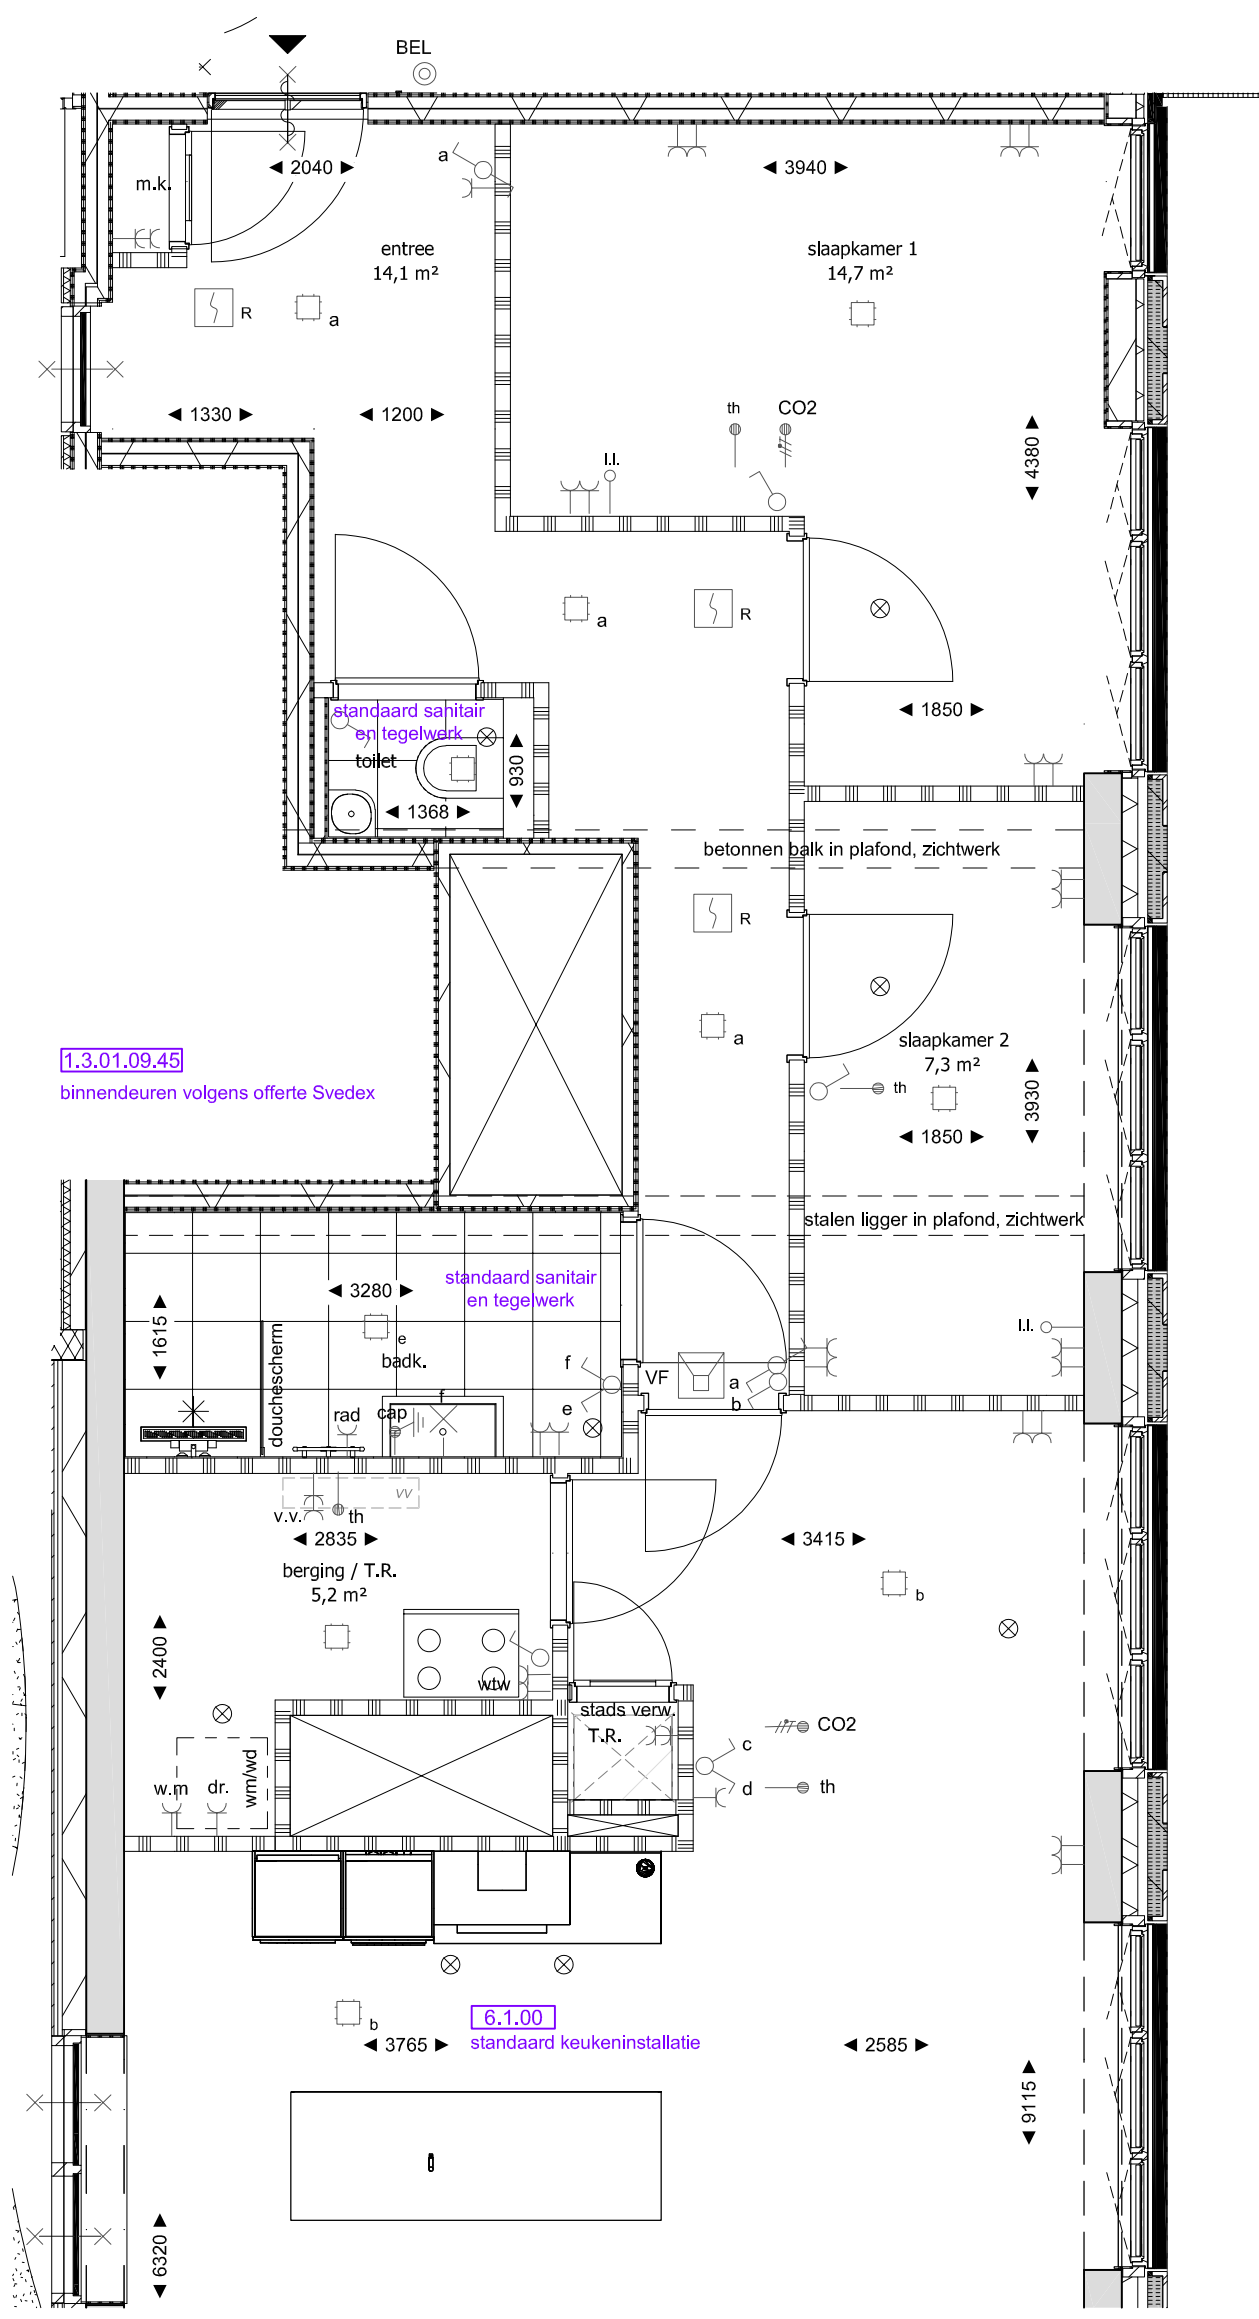 BEL
a
2040
3940
m.k.
entree
14,1 m²
slaapkamer 1
14,7 m²
R
a
1330
1200
th
CO2
4380
l.l.
a
R
1850
standaard sanitair
en tegelwerk
toilet
930
1368
betonnen balk in plafond, zichtwerk
R
a
slaapkamer 2
7,3 m²
1.3.01.09.45
binnendeuren volgens offerte Svedex
th
3930
1850
stalen ligger in plafond, zichtwerk
standaard sanitair
en tegelwerk
3280
1615
e
badk.
douchescherm
l.l.
f
VF
a
b
e
f
rad
cap
vv
v.v.
th
2835
3415
berging / T.R.
5,2 m²
b
2400
wtw
stads verw.
T.R.
CO2
c
d
th
w.m
dr.
wm/wd
b
6.1.00
standaard keukeninstallatie
3765
2585
9115
6320